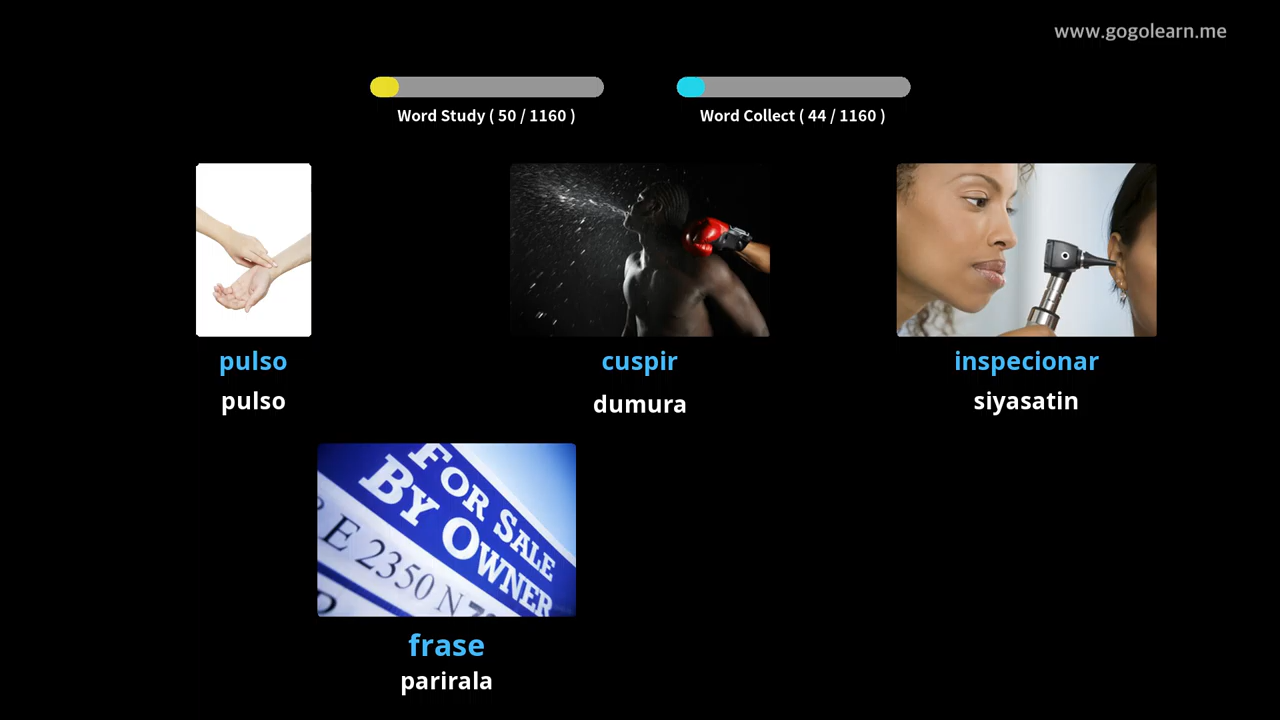 www.gogolearn.me
Word Study ( 50 / 1160 )
Word Collect ( 44 / 1160 )
pulso
pulso
cuspir
dumura
inspecionar
siyasatin
FOR SALE
BY OWNER
E 2350 N
frase
parirala